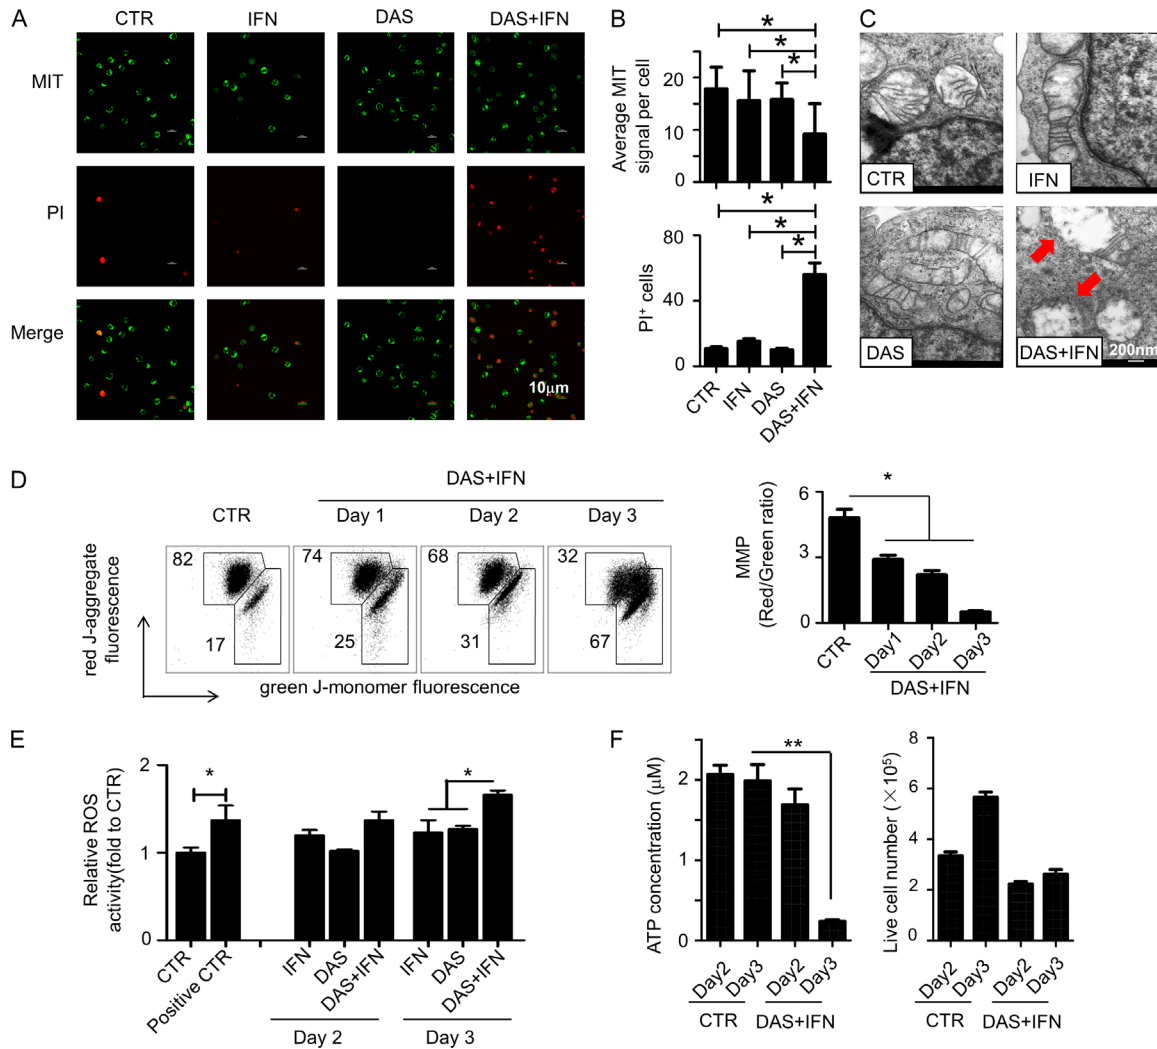 A
CTR
IFN
DAS
DAS+IFN
MIT
PI
Merge
10μm
B
Average MIT
signal per cell
20
10
0
*
*
*
PI+ cells
80
40
0
*
*
*
CTR
IFN
DAS
DAS+IFN
C
CTR
IFN
DAS
DAS+IFN
200nm
D
DAS+IFN
CTR
Day 1
Day 2
Day 3
red J-aggregate
fluorescence
82
17
74
25
68
31
32
67
green J-monomer fluorescence
MMP
(Red/Green ratio)
6
3
0
*
CTR
Day1
Day2
Day3
DAS+IFN
E
Relative ROS
activity(fold to CTR)
2
1
0
*
*
CTR
Positive CTR
IFN
DAS
DAS+IFN
IFN
DAS
DAS+IFN
Day 2
Day 3
F
ATP concentration (μM)
2
1
0
**
Day2
Day3
Day2
Day3
CTR
DAS+IFN
Live cell number (×10⁵)
8
6
4
2
0
Day2
Day3
Day2
Day3
CTR
DAS+IFN